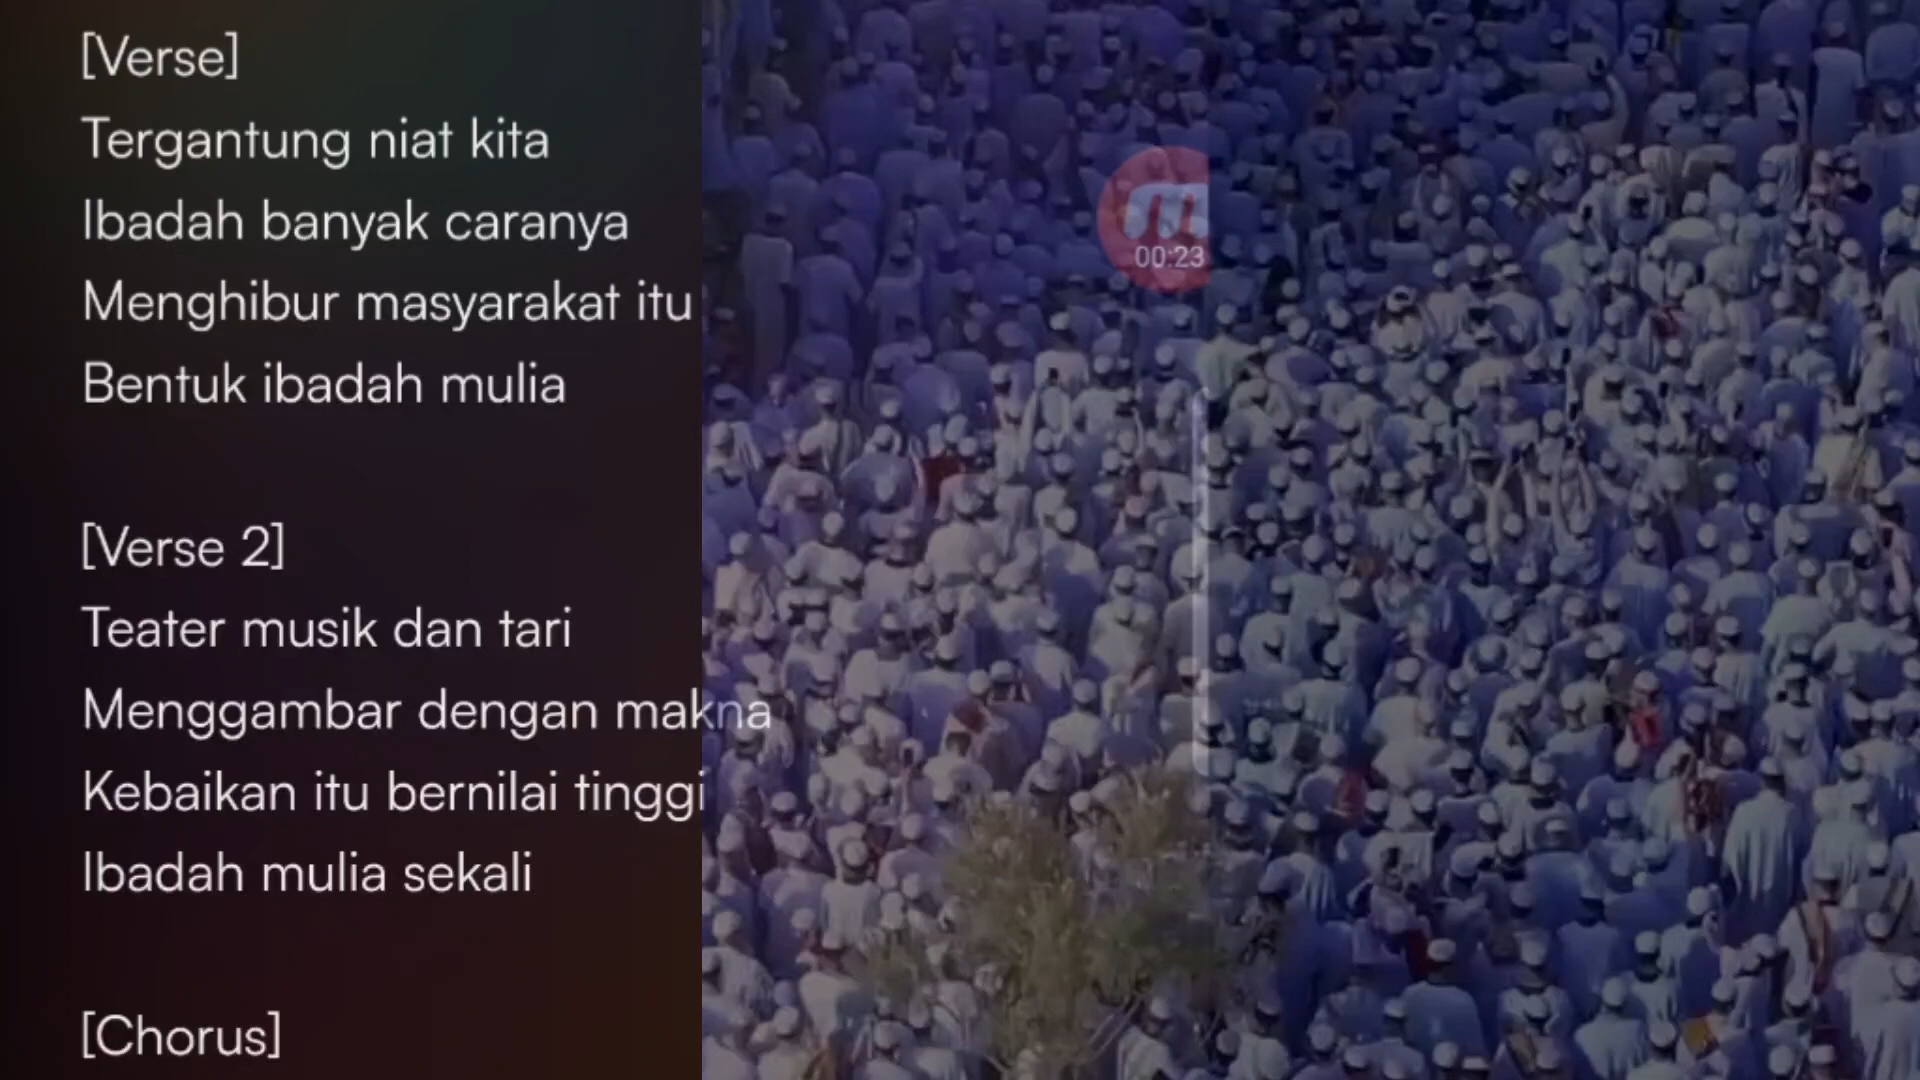 [Verse]
Tergantung niat kita
Ibadah banyak caranya
Menghibur masyarakat itu
Bentuk ibadah mulia
[Verse 2]
Teater musik dan tari
Menggambar dengan makna
Kebaikan itu bernilai tinggi
Ibadah mulia sekali
[Chorus]
m
00:23